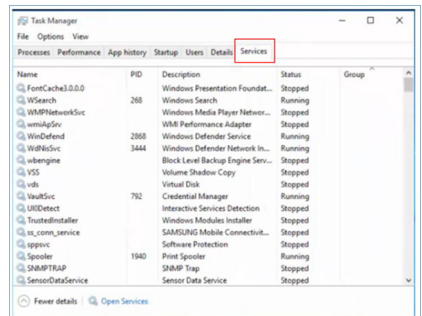 Task Manager
File Options View
Processes Performance App history Startup Users Details Services
Name PID Description Status Group
FontCache3.0.0.0 Windows Presentation Foundat... Stopped
WSearch 268 Windows Search Running
WMPNetworkSvc Windows Media Player Networ... Stopped
wmiApSrv WMI Performance Adapter Stopped
WinDefend 2868 Windows Defender Service Running
WdNisSvc 3444 Windows Defender Network In... Running
wbengine Block Level Backup Engine Serv... Stopped
VSS Volume Shadow Copy Stopped
vds Virtual Disk Stopped
VaultSvc 792 Credential Manager Running
UI0Detect Interactive Services Detection Stopped
TrustedInstaller Windows Modules Installer Stopped
ss_conn_service SAMSUNG Mobile Connectivit... Stopped
sppsvc Software Protection Stopped
Spooler 1940 Print Spooler Running
SNMPTRAP SNMP Trap Stopped
SensorDataService Sensor Data Service Stopped
Fewer details Open Services